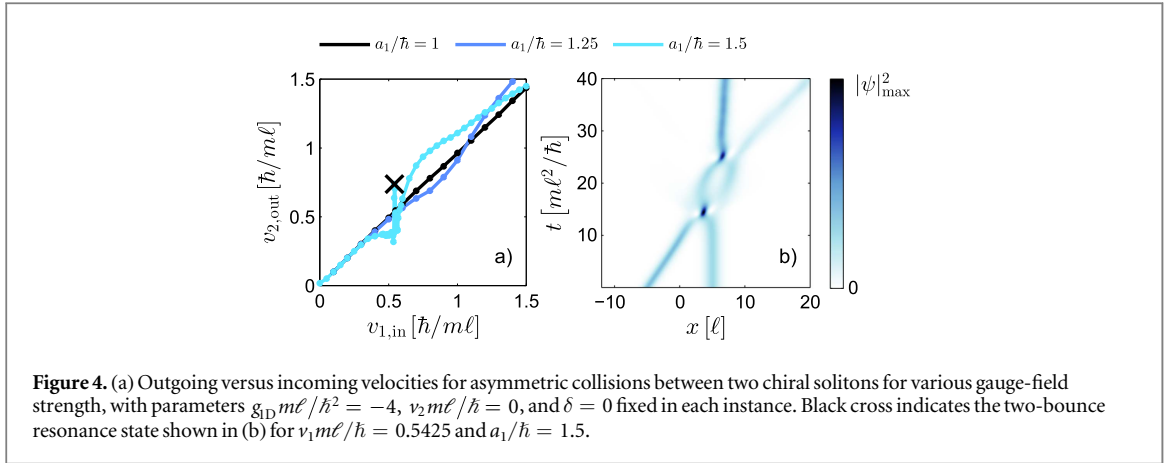 a₁/ħ = 1 a₁/ħ = 1.25 a₁/ħ = 1.5
1.5
1
0.5
0
v₂,out [ħ/mℓ]
0 0.5 1 1.5
v₁,in [ħ/mℓ]
a)
40
30
20
10
t [mℓ²/ħ]
−10 0 10 20
x [ℓ]
b)
|ψ|²max
0
Figure 4. (a) Outgoing versus incoming velocities for asymmetric collisions between two chiral solitons for various gauge-field
strength, with parameters g1Dmℓ/ħ² = −4, v₂mℓ/ħ = 0, and δ = 0 fixed in each instance. Black cross indicates the two-bounce
resonance state shown in (b) for v₁mℓ/ħ = 0.5425 and a₁/ħ = 1.5.